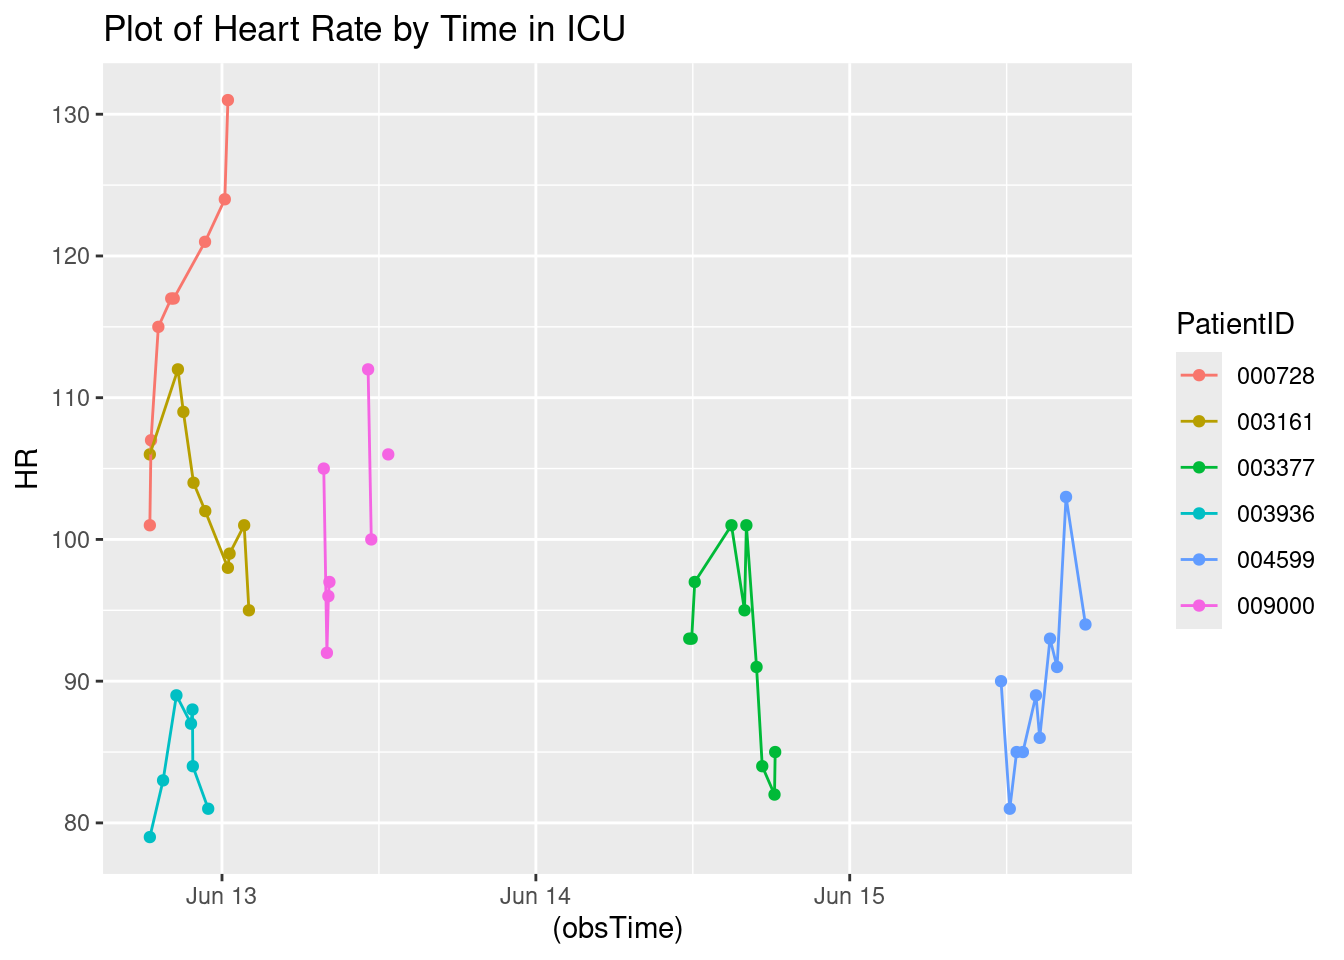 Plot of Heart Rate by Time in ICU
HR
130
120
110
100
90
80
Jun 13
Jun 14
Jun 15
(obsTime)
PatientID
000728
003161
003377
003936
004599
009000